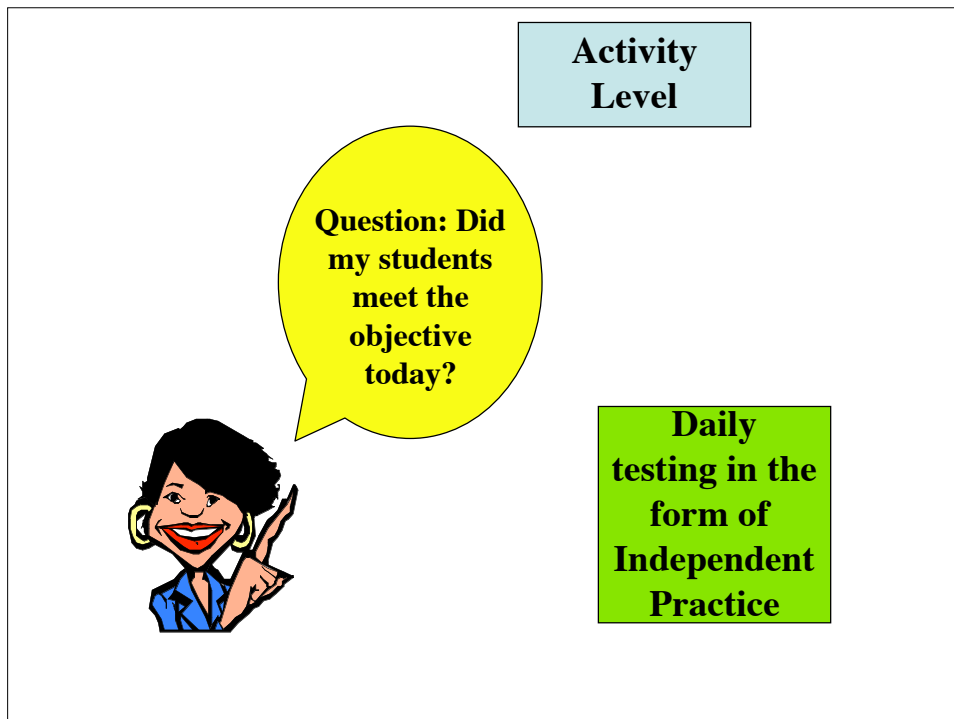 Activity
Level
Question: Did
my students
meet the
objective
today?
Daily
testing in the
form of
Independent
Practice